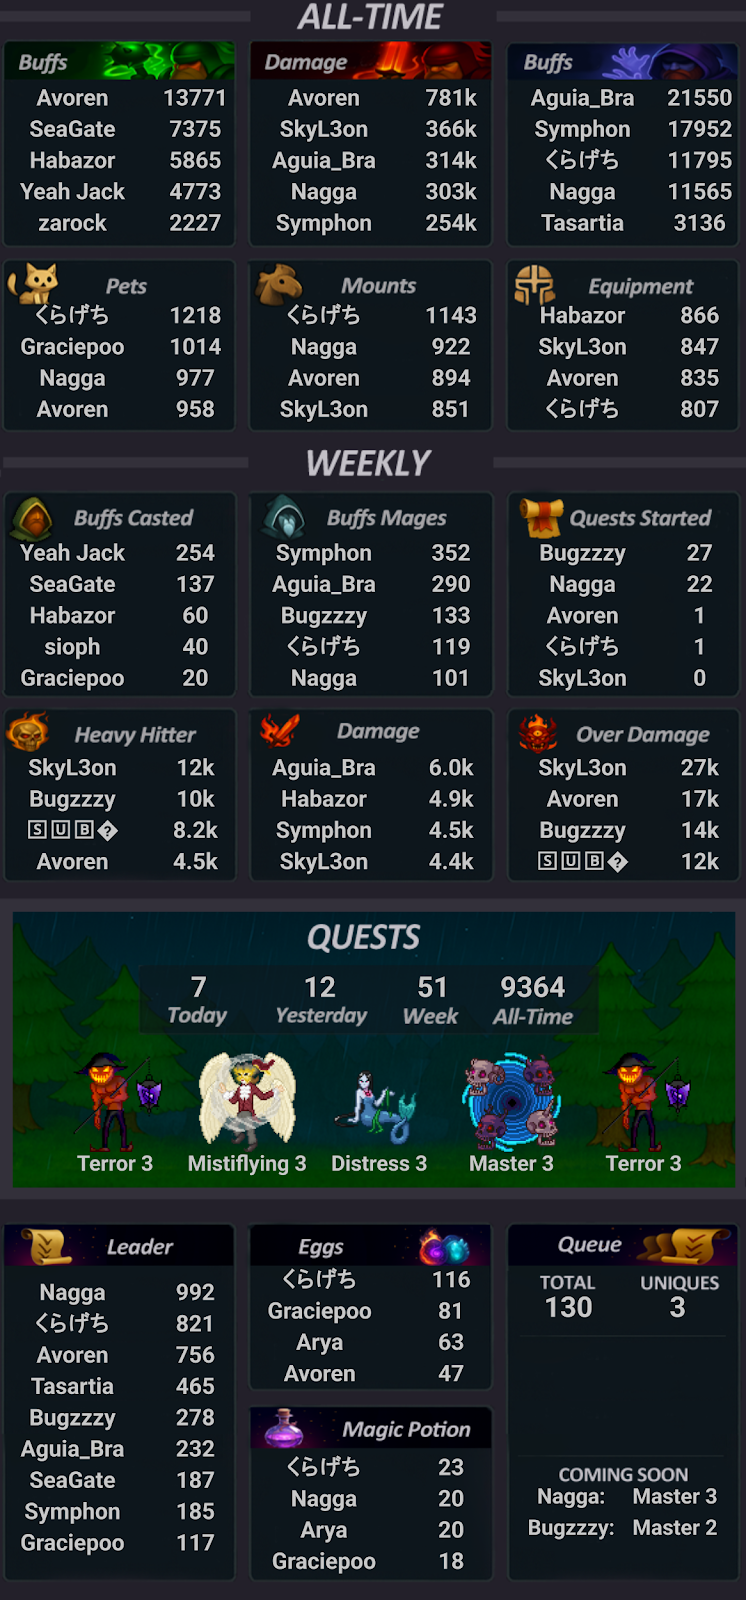 ALL-TIME
Buffs
Avoren 13771
SeaGate 7375
Habazor 5865
Yeah Jack 4773
zarock 2227
Damage
Avoren 781k
SkyL3on 366k
Aguia_Bra 314k
Nagga 303k
Symphon 254k
Buffs
Aguia_Bra 21550
Symphon 17952
くらげち 11795
Nagga 11565
Tasartia 3136
Pets
くらげち 1218
Graciepoo 1014
Nagga 977
Avoren 958
Mounts
くらげち 1143
Nagga 922
Avoren 894
SkyL3on 851
Equipment
Habazor 866
SkyL3on 847
Avoren 835
くらげち 807
WEEKLY
Buffs Casted
Yeah Jack 254
SeaGate 137
Habazor 60
sioph 40
Graciepoo 20
Buffs Mages
Symphon 352
Aguia_Bra 290
Bugzzzy 133
くらげち 119
Nagga 101
Quests Started
Bugzzzy 27
Nagga 22
Avoren 1
くらげち 1
SkyL3on 0
Heavy Hitter
SkyL3on 12k
Bugzzzy 10k
🅂🅄🄱� 8.2k
Avoren 4.5k
Damage
Aguia_Bra 6.0k
Habazor 4.9k
Symphon 4.5k
SkyL3on 4.4k
Over Damage
SkyL3on 27k
Avoren 17k
Bugzzzy 14k
🅂🅄🄱� 12k
QUESTS
7 12 51 9364
Today Yesterday Week All-Time
Terror 3 Mistiflying 3 Distress 3 Master 3 Terror 3
Leader
Nagga 992
くらげち 821
Avoren 756
Tasartia 465
Bugzzzy 278
Aguia_Bra 232
SeaGate 187
Symphon 185
Graciepoo 117
Eggs
くらげち 116
Graciepoo 81
Arya 63
Avoren 47
Magic Potion
くらげち 23
Nagga 20
Arya 20
Graciepoo 18
Queue
TOTAL UNIQUES
130 3
COMING SOON
Nagga: Master 3
Bugzzzy: Master 2